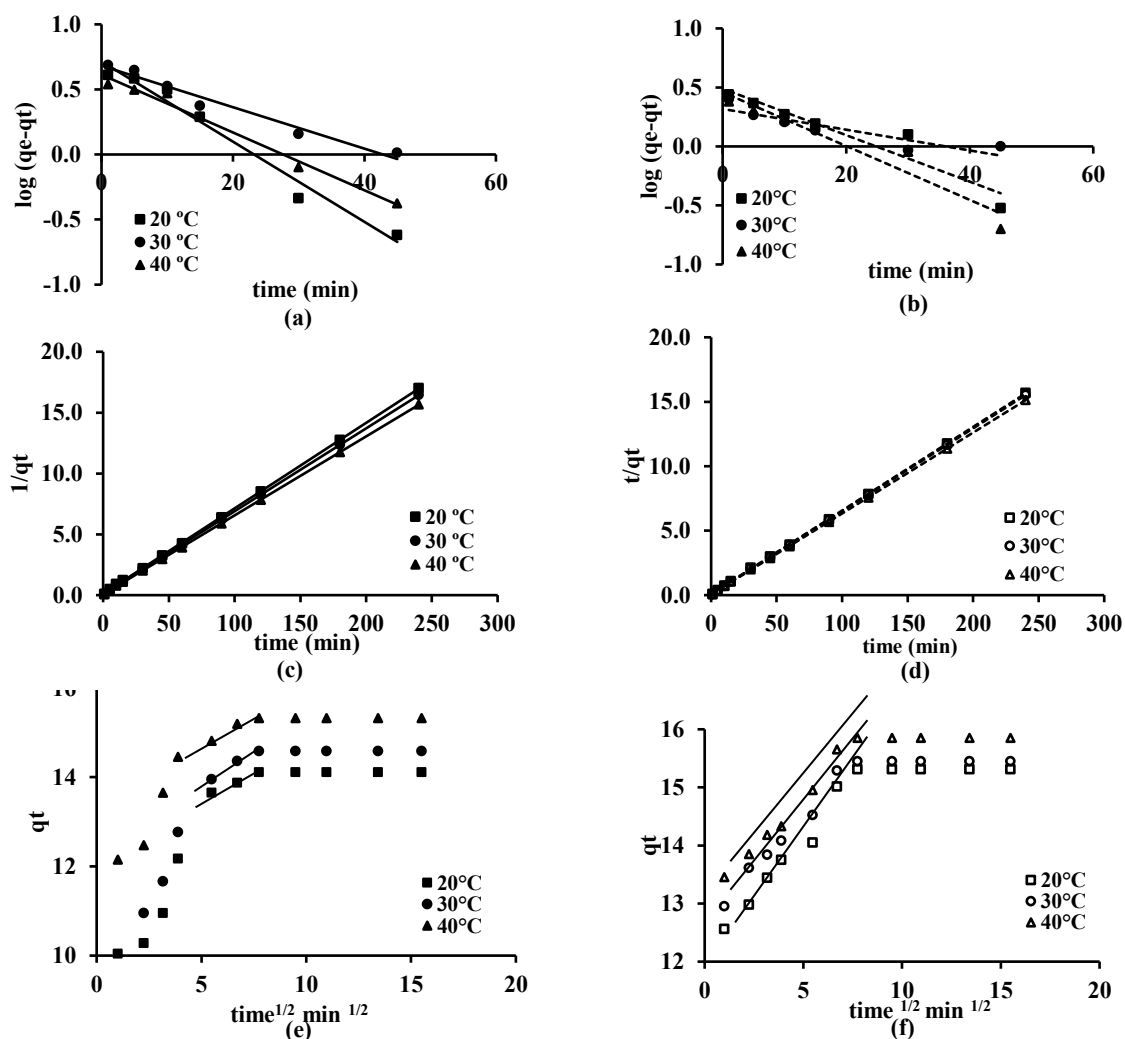 1.0
0.5
0.0
-0.5
-1.0
0
20
40
60
log (qe-qt)
20 ºC
30 ºC
40 ºC
time (min)
(a)
1.0
0.5
0.0
-0.5
-1.0
0
20
40
60
log (qe-qt)
20°C
30°C
40°C
time (min)
(b)
20.0
15.0
10.0
5.0
0.0
1/qt
20 ºC
30 ºC
40 ºC
0 50 100 150 200 250 300
time (min)
(c)
20.0
15.0
10.0
5.0
0.0
t/qt
20°C
30°C
40°C
0 50 100 150 200 250 300
time (min)
(d)
16
14
12
10
qt
20°C
30°C
40°C
0 5 10 15 20
time1/2 min 1/2
(e)
16
15
14
13
12
qt
20°C
30°C
40°C
0 5 10 15 20
time 1/2 min 1/2
(f)